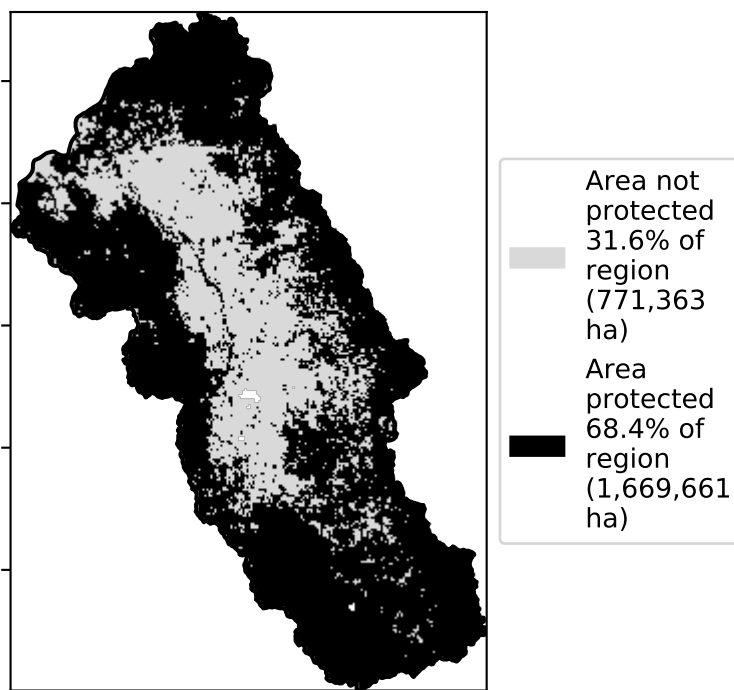 Area not
protected
31.6% of
region
(771,363
ha)
Area
protected
68.4% of
region
(1,669,661
ha)